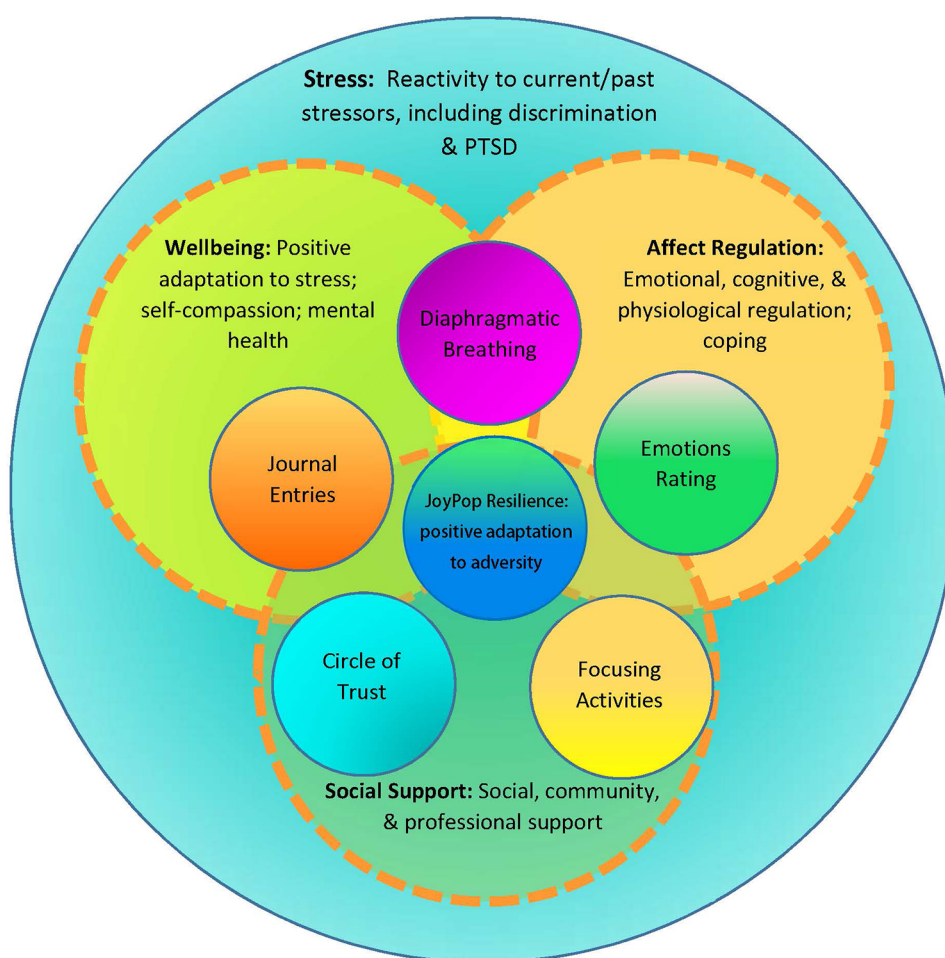 Stress: Reactivity to current/past
stressors, including discrimination
& PTSD
Wellbeing: Positive
adaptation to stress;
self-compassion; mental
health
Affect Regulation:
Emotional, cognitive, &
physiological regulation;
coping
Diaphragmatic
Breathing
Journal
Entries
Emotions
Rating
JoyPop Resilience:
positive adaptation
to adversity
Circle of
Trust
Focusing
Activities
Social Support: Social, community,
& professional support